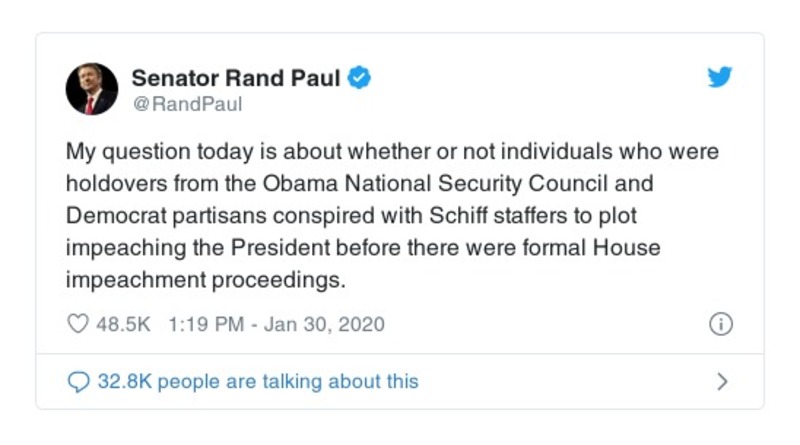 Senator Rand Paul
@RandPaul
My question today is about whether or not individuals who were
holdovers from the Obama National Security Council and
Democrat partisans conspired with Schiff staffers to plot
impeaching the President before there were formal House
impeachment proceedings.
48.5K 1:19 PM - Jan 30, 2020
32.8K people are talking about this